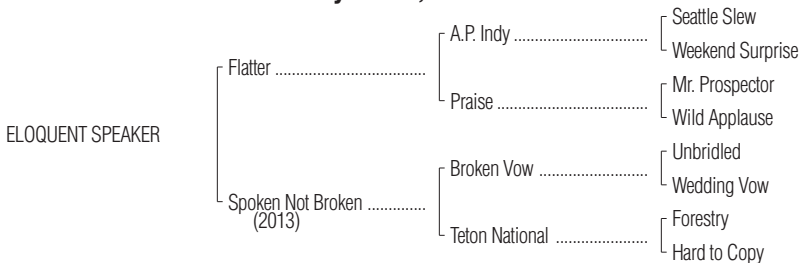 Seattle Slew
A.P. Indy ..................................
Weekend Surprise
Flatter ......................................
Mr. Prospector
Praise ......................................
Wild Applause
ELOQUENT SPEAKER
Unbridled
Broken Vow ...........................
Wedding Vow
Spoken Not Broken ...............
(2013)
Forestry
Teton National .......................
Hard to Copy